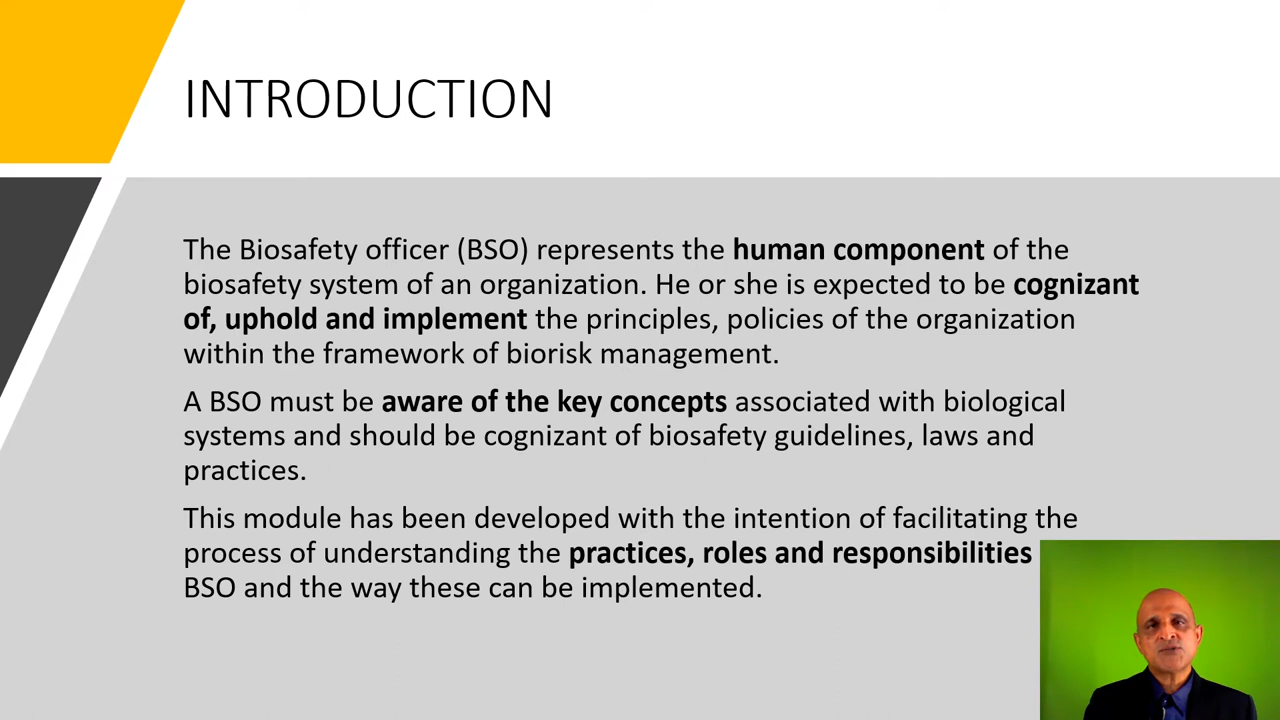 INTRODUCTION
The Biosafety officer (BSO) represents the human component of the
biosafety system of an organization. He or she is expected to be cognizant
of, uphold and implement the principles, policies of the organization
within the framework of biorisk management.
A BSO must be aware of the key concepts associated with biological
systems and should be cognizant of biosafety guidelines, laws and
practices.
This module has been developed with the intention of facilitating the
process of understanding the practices, roles and responsibilities
BSO and the way these can be implemented.